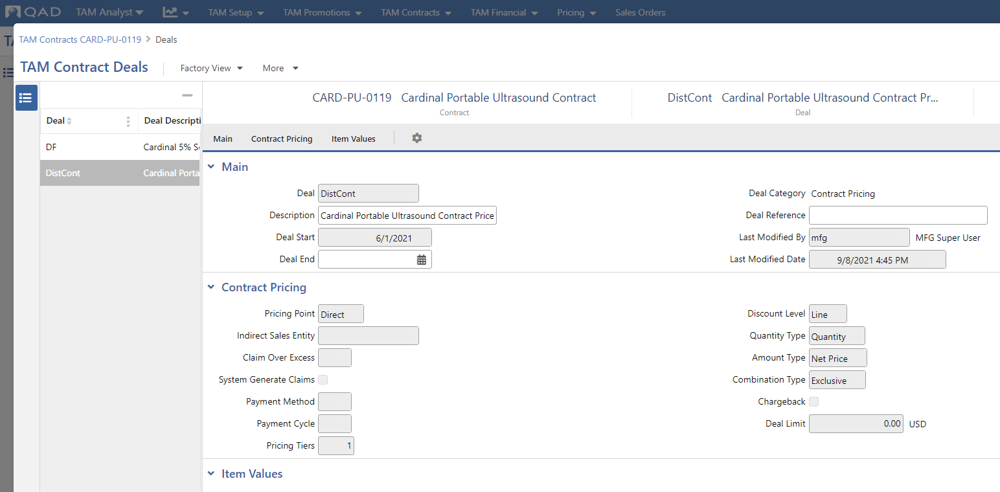 QAD TAM Analyst TAM Setup TAM Promotions TAM Contracts TAM Financial Pricing Sales Orders
TAM Contracts CARD-PU-0119 > Deals
TAM Contract Deals Factory View More
CARD-PU-0119 Cardinal Portable Ultrasound Contract DistCont Cardinal Portable Ultrasound Contract Pr...
Contract Deal
Deal Deal Descripti
DF Cardinal 5% S
DistCont Cardinal Porta
Main Contract Pricing Item Values
Main
Deal DistCont Deal Category Contract Pricing
Description Cardinal Portable Ultrasound Contract Price Deal Reference
Deal Start 6/1/2021 Last Modified By mfg MFG Super User
Deal End Last Modified Date 9/8/2021 4:45 PM
Contract Pricing
Pricing Point Direct Discount Level Line
Indirect Sales Entity Quantity Type Quantity
Claim Over Excess Amount Type Net Price
System Generate Claims Combination Type Exclusive
Payment Method Chargeback
Payment Cycle Deal Limit 0.00 USD
Pricing Tiers 1
Item Values